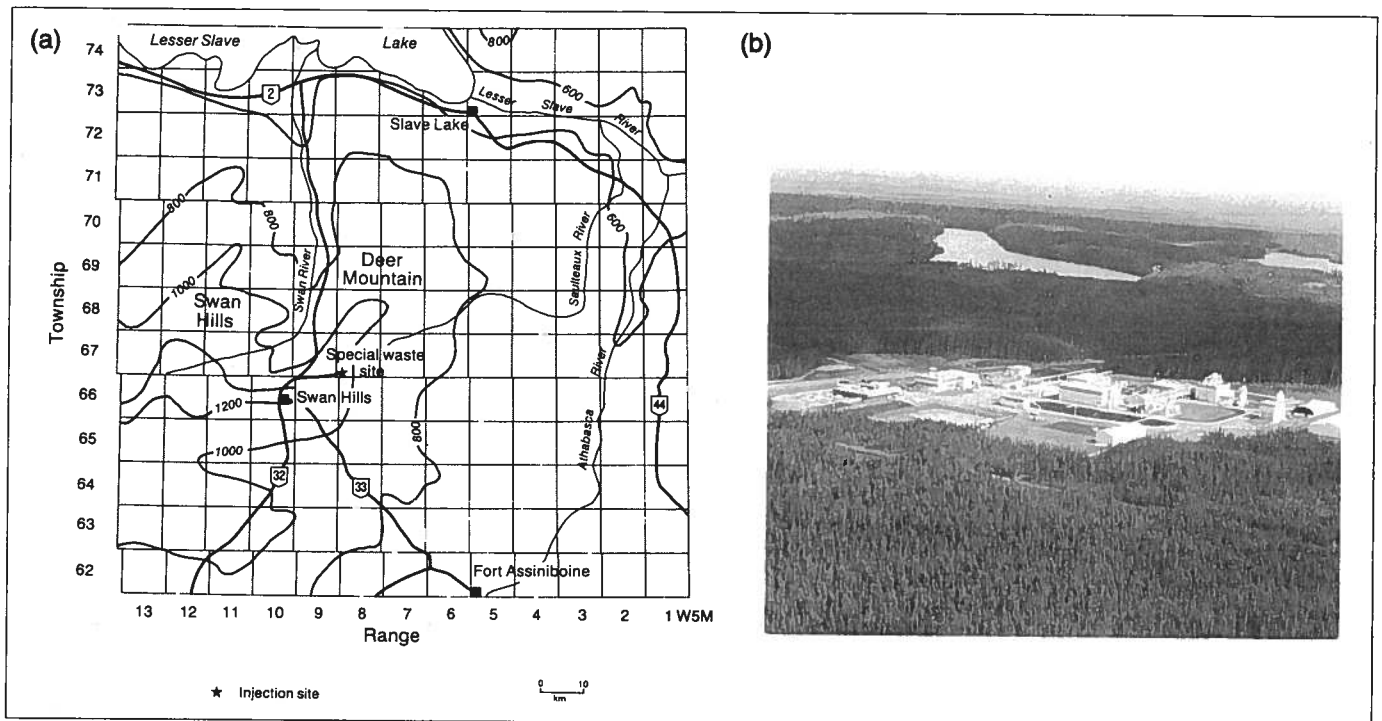 (a)
(b)
Lesser Slave Lake
800
74
73
72
71
70
69
68
67
66
65
64
63
62
Township
2
600
Lesser Slave River
Slave Lake
800
800
600
Swan River
Deer
Mountain
Saulteaux River
1000
Swan
Hills
Special waste
site
Swan Hills
1200
1000
800
Athabasca River
44
32
33
Fort Assiniboine
13 12 11 10 9 8 7 6 5 4 3 2 1 W5M
Range
★ Injection site
0 10
km